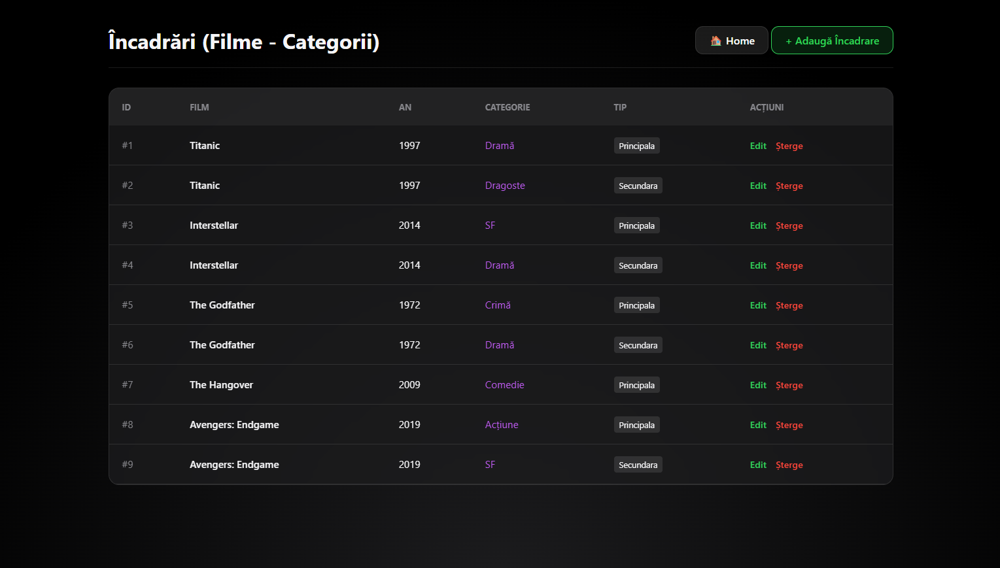 Încadrări (Filme - Categorii)
🏠 Home
+ Adaugă Încadrare
ID FILM AN CATEGORIE TIP ACȚIUNI
#1 Titanic 1997 Dramă Principala Edit Șterge
#2 Titanic 1997 Dragoste Secundara Edit Șterge
#3 Interstellar 2014 SF Principala Edit Șterge
#4 Interstellar 2014 Dramă Secundara Edit Șterge
#5 The Godfather 1972 Crimă Principala Edit Șterge
#6 The Godfather 1972 Dramă Secundara Edit Șterge
#7 The Hangover 2009 Comedie Principala Edit Șterge
#8 Avengers: Endgame 2019 Acțiune Principala Edit Șterge
#9 Avengers: Endgame 2019 SF Secundara Edit Șterge